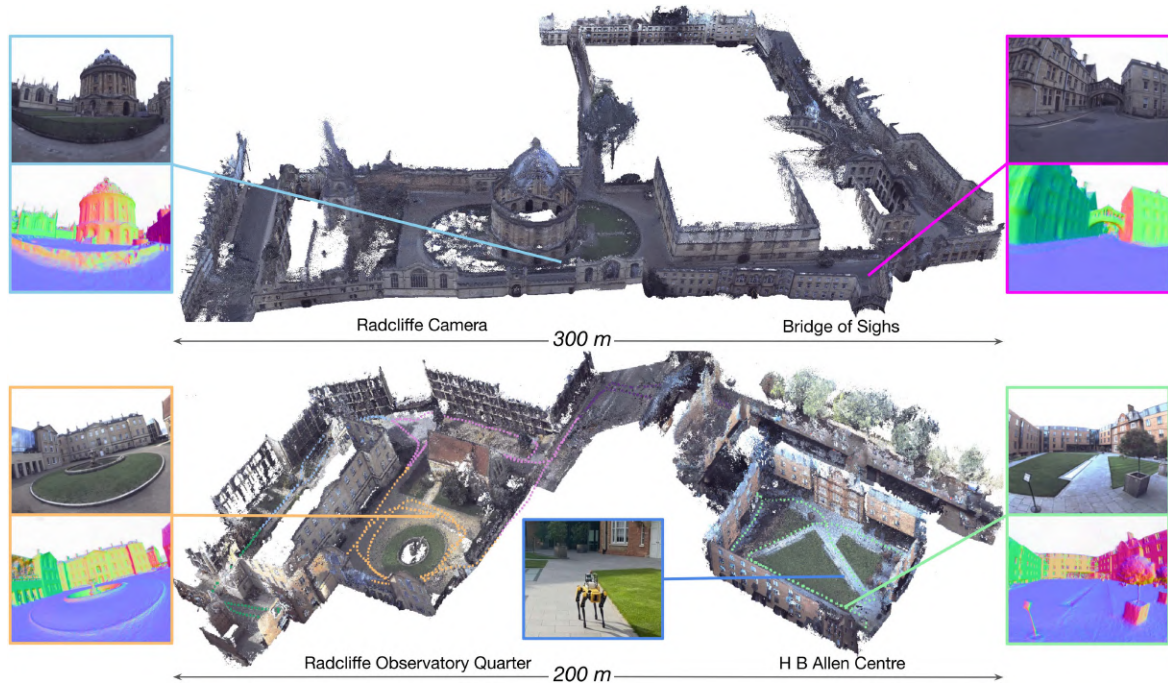 Radcliffe Camera
Bridge of Sighs
300 m
Radcliffe Observatory Quarter
H B Allen Centre
200 m